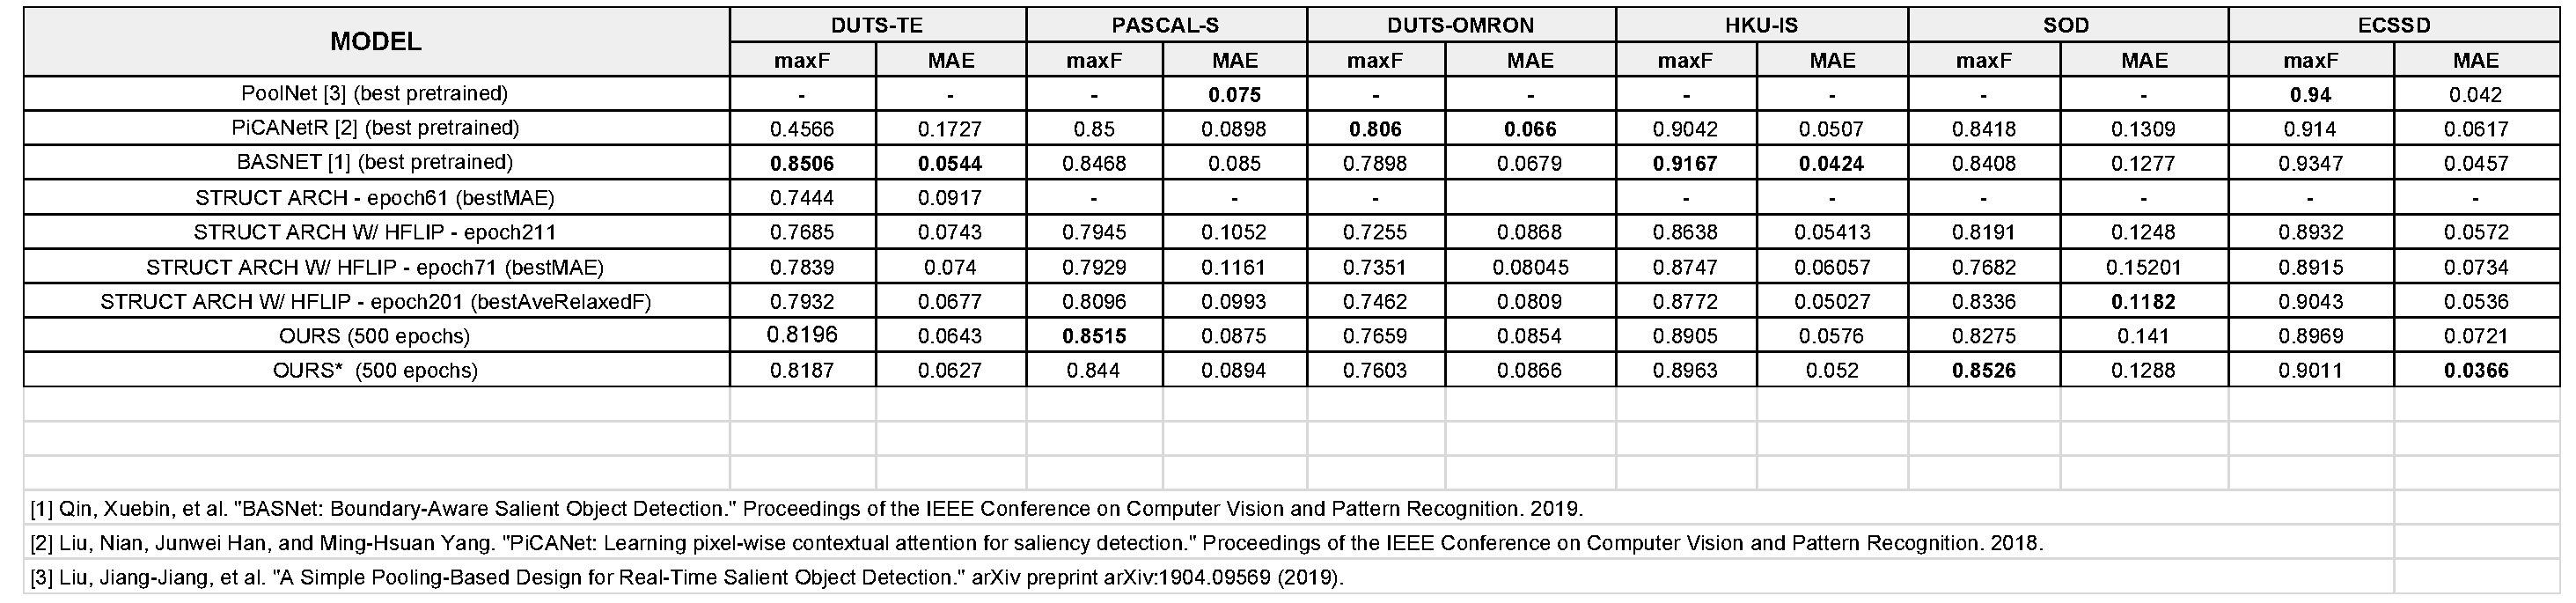 MODEL DUTS-TE PASCAL-S DUTS-OMRON HKU-IS SOD ECSSD
maxF MAE maxF MAE maxF MAE maxF MAE maxF MAE maxF MAE
PoolNet [3] (best pretrained) - - - 0.075 - - - - - - 0.94 0.042
PiCANetR [2] (best pretrained) 0.4566 0.1727 0.85 0.0898 0.806 0.066 0.9042 0.0507 0.8418 0.1309 0.914 0.0617
BASNET [1] (best pretrained) 0.8506 0.0544 0.8468 0.085 0.7898 0.0679 0.9167 0.0424 0.8408 0.1277 0.9347 0.0457
STRUCT ARCH - epoch61 (bestMAE) 0.7444 0.0917 - - - - - - - - -
STRUCT ARCH W/ HFLIP - epoch211 0.7685 0.0743 0.7945 0.1052 0.7255 0.0868 0.8638 0.05413 0.8191 0.1248 0.8932 0.0572
STRUCT ARCH W/ HFLIP - epoch71 (bestMAE) 0.7839 0.074 0.7929 0.1161 0.7351 0.08045 0.8747 0.06057 0.7682 0.15201 0.8915 0.0734
STRUCT ARCH W/ HFLIP - epoch201 (bestAveRelaxedF) 0.7932 0.0677 0.8096 0.0993 0.7462 0.0809 0.8772 0.05027 0.8336 0.1182 0.9043 0.0536
OURS (500 epochs) 0.8196 0.0643 0.8515 0.0875 0.7659 0.0854 0.8905 0.0576 0.8275 0.141 0.8969 0.0721
OURS* (500 epochs) 0.8187 0.0627 0.844 0.0894 0.7603 0.0866 0.8963 0.052 0.8526 0.1288 0.9011 0.0366
[1] Qin, Xuebin, et al. "BASNet: Boundary-Aware Salient Object Detection." Proceedings of the IEEE Conference on Computer Vision and Pattern Recognition. 2019.
[2] Liu, Nian, Junwei Han, and Ming-Hsuan Yang. "PiCANet: Learning pixel-wise contextual attention for saliency detection." Proceedings of the IEEE Conference on Computer Vision and Pattern Recognition. 2018.
[3] Liu, Jiang-Jiang, et al. "A Simple Pooling-Based Design for Real-Time Salient Object Detection." arXiv preprint arXiv:1904.09569 (2019).